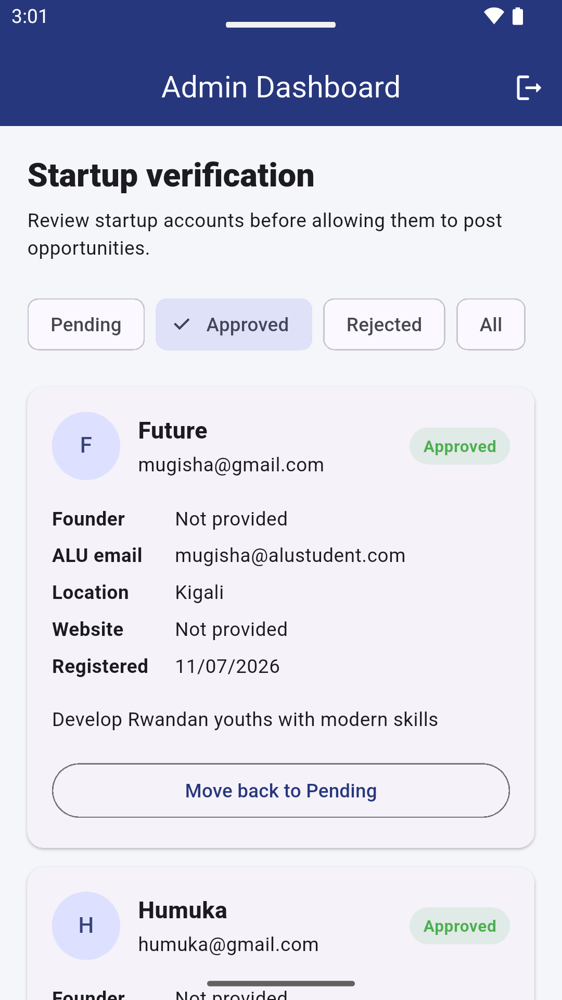 3:01
Admin Dashboard
Startup verification
Review startup accounts before allowing them to post
opportunities.
Pending
Approved
Rejected
All
F
Future
mugisha@gmail.com
Approved
Founder Not provided
ALU email mugisha@alustudent.com
Location Kigali
Website Not provided
Registered 11/07/2026
Develop Rwandan youths with modern skills
Move back to Pending
H
Humuka
humuka@gmail.com
Approved
Founder Not provided